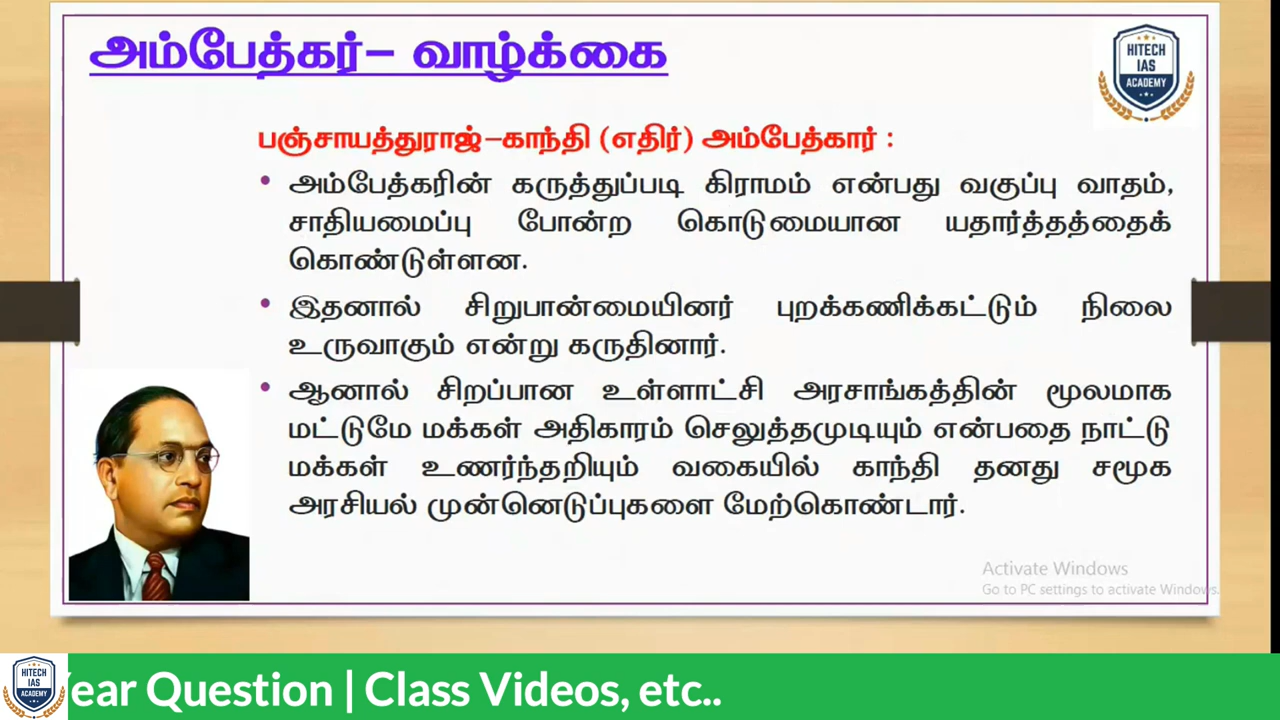 அம்பேத்கர்– வாழ்க்கை
HITECH
IAS
ACADEMY
பஞ்சாயத்துராஜ்–காந்தி (எதிர்) அம்பேத்கார் :
• அம்பேத்கரின் கருத்துப்படி கிராமம் என்பது வகுப்பு வாதம்,
சாதியமைப்பு போன்ற கொடுமையான யதார்த்தத்தைக்
கொண்டுள்ளன.
• இதனால் சிறுபான்மையினர் புறக்கணிக்கட்டும் நிலை
உருவாகும் என்று கருதினார்.
• ஆனால் சிறப்பான உள்ளாட்சி அரசாங்கத்தின் மூலமாக
மட்டுமே மக்கள் அதிகாரம் செலுத்தமுடியும் என்பதை நாட்டு
மக்கள் உணர்ந்தறியும் வகையில் காந்தி தனது சமூக
அரசியல் முன்னெடுப்புகளை மேற்கொண்டார்.
Activate Windows
Go to PC settings to activate Windows.
HITECH
IAS
ACADEMY
Year Question | Class Videos, etc..